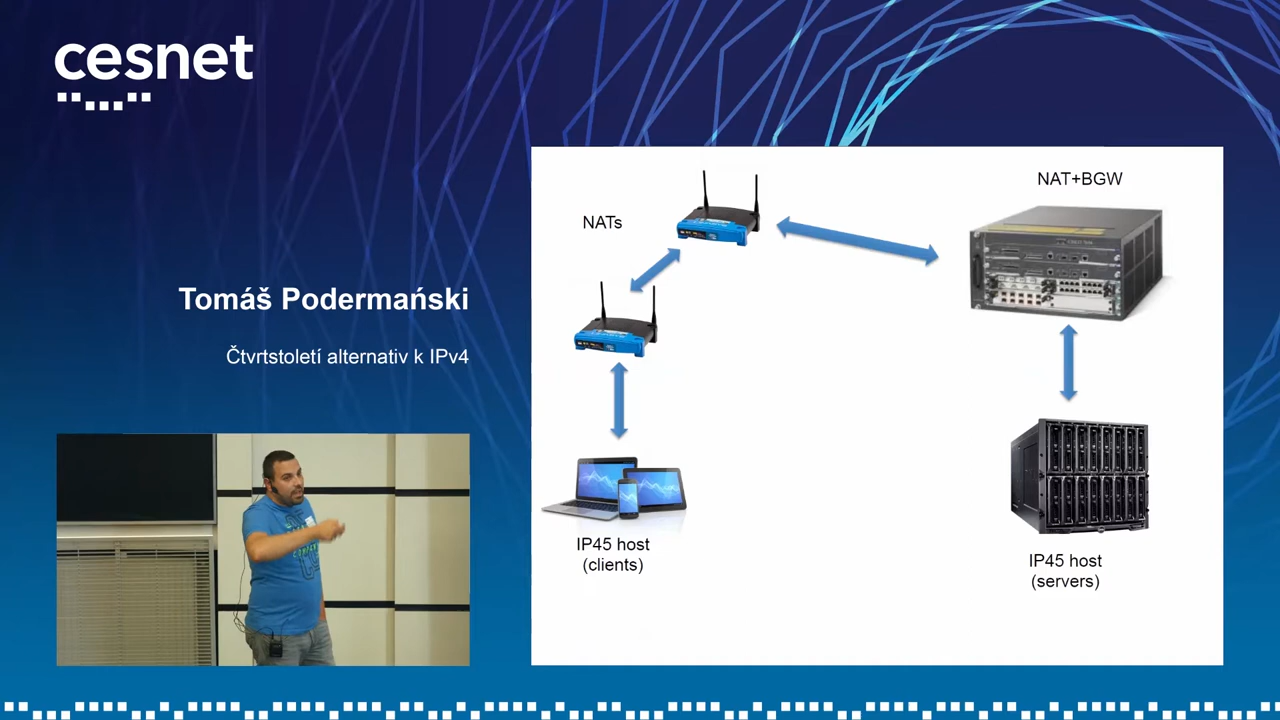 cesnet
Tomáš Podermański
Čtvrtstoletí alternativ k IPv4
NATs
NAT+BGW
IP45 host
(clients)
IP45 host
(servers)